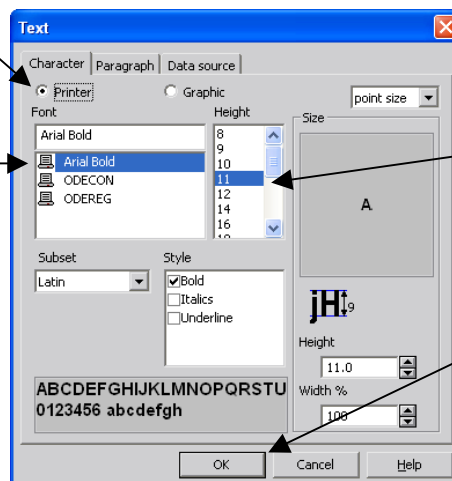 Text
Character Paragraph Data source
Printer Graphic point size
Font Height Size
Arial Bold
Arial Bold
ODECON
ODEREG
8
9
10
11
12
14
16
A
Subset Style
Latin
Bold
Italics
Underline
jH 9
Height
11.0
Width %
100
ABCDEFGHIJKLMNOPQRSTU
0123456 abcdefgh
OK Cancel Help